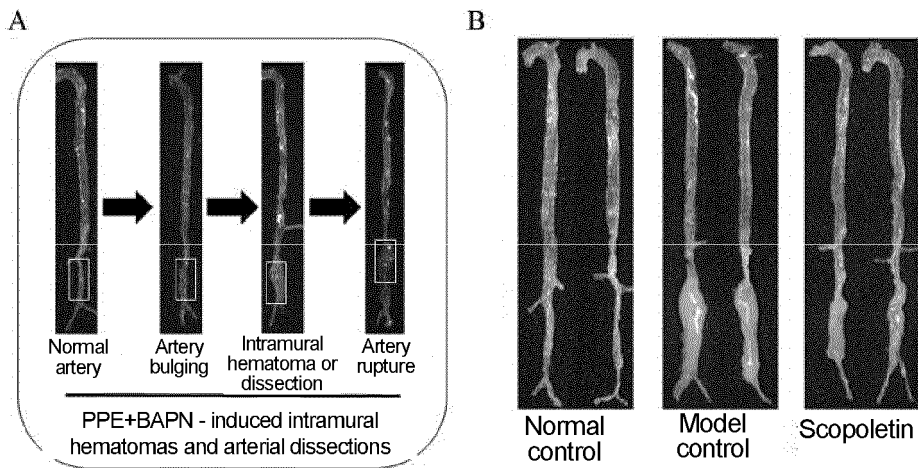 A
B
Normal artery
Artery bulging
Intramural hematoma or dissection
Artery rupture
PPE+BAPN - induced intramural
hematomas and arterial dissections
Normal control
Model control
Scopoletin